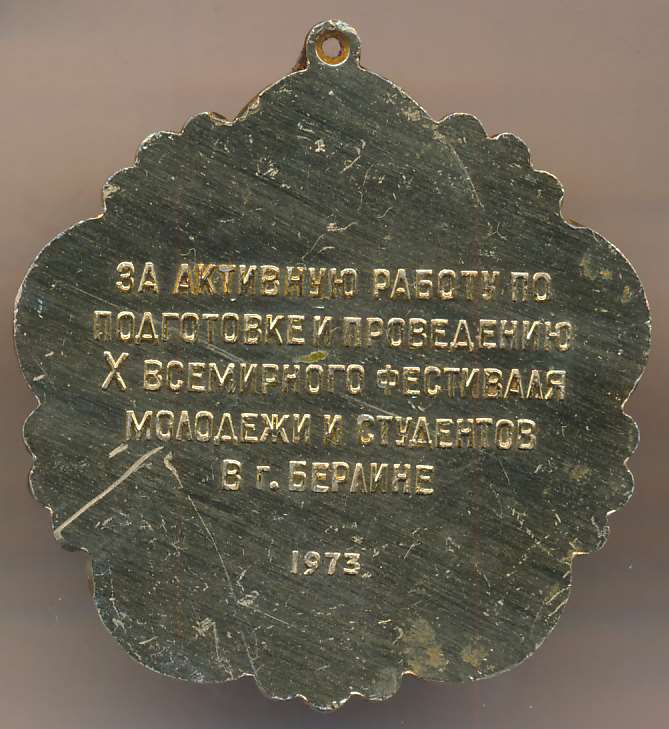 ЗА АКТИВНУЮ РАБОТУ ПО
ПОДГОТОВКЕ И ПРОВЕДЕНИЮ
X ВСЕМИРНОГО ФЕСТИВАЛЯ
МОЛОДЕЖИ И СТУДЕНТОВ
В г. БЕРЛИНЕ
1973